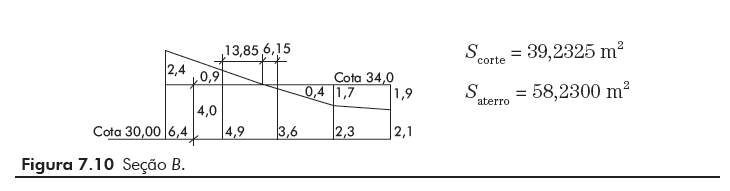 13,85 6,15
S corte = 39,2325 m²
2,4 0,9 Cota 34,0
0,4 1,7 1,9
S aterro = 58,2300 m²
4,0
Cota 30,00 6,4 4,9 3,6 2,3 2,1
Figura 7.10 Seção B.